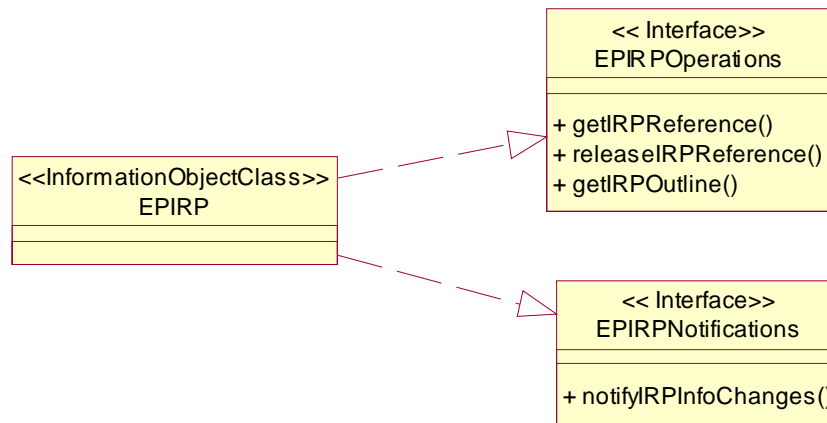 << Interface>>
EPIRPOperations
+ getIRPReference()
+ releaseIRPReference()
+ getIRPOutline()
<<InformationObjectClass>>
EPIRP
<< Interface>>
EPIRPNotifications
+ notifyIRPInfoChanges()